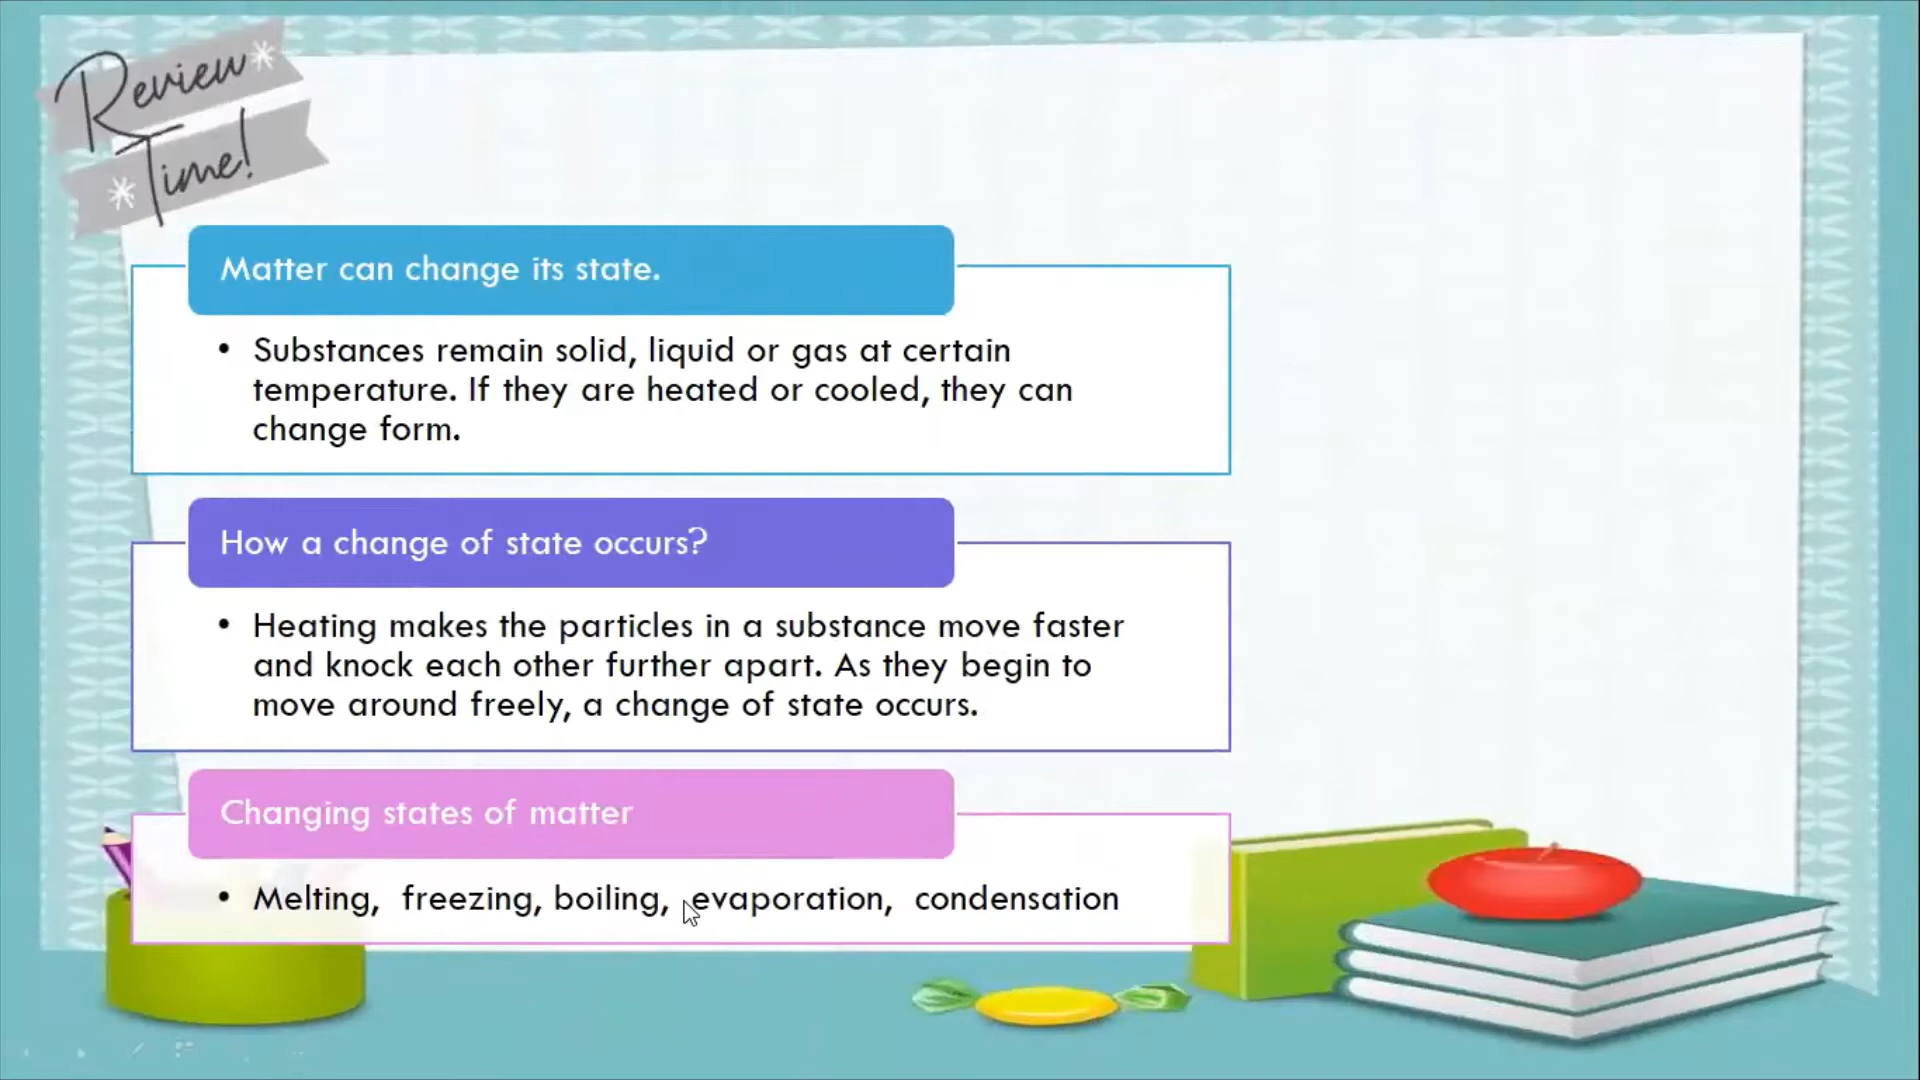 Review
Time!
Matter can change its state.
• Substances remain solid, liquid or gas at certain
temperature. If they are heated or cooled, they can
change form.
How a change of state occurs?
• Heating makes the particles in a substance move faster
and knock each other further apart. As they begin to
move around freely, a change of state occurs.
Changing states of matter
• Melting, freezing, boiling, evaporation, condensation